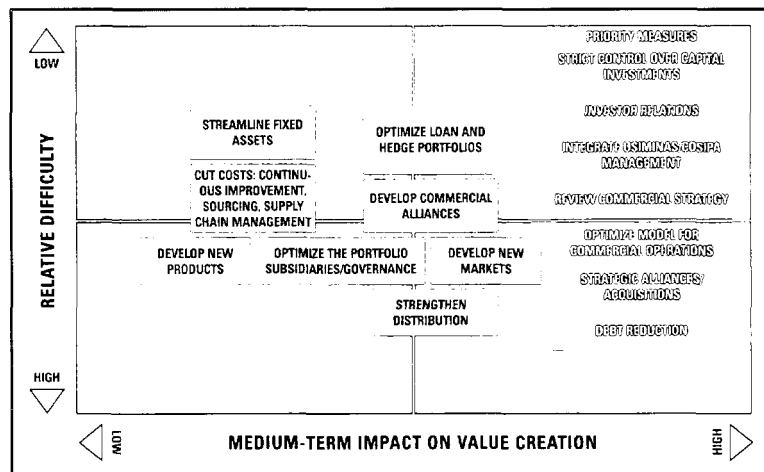 LOW
RELATIVE DIFFICULTY
HIGH
STREAMLINE FIXED
ASSETS
CUT COSTS: CONTINU-
OUS IMPROVEMENT,
SOURCING, SUPPLY
CHAIN MANAGEMENT
OPTIMIZE LOAN AND
HEDGE PORTFOLIOS
DEVELOP COMMERCIAL
ALLIANCES
DEVELOP NEW
PRODUCTS
OPTIMIZE THE PORTFOLIO
SUBSIDIARIES/GOVERNANCE
DEVELOP NEW
MARKETS
STRENGTHEN
DISTRIBUTION
PRIORITY MEASURES
STRICT CONTROL OVER CAPITAL
INVESTMENTS
INVESTOR RELATIONS
INTEGRATE USIMINAS/COSIPA
MANAGEMENT
REVIEW COMMERCIAL STRATEGY
OPTIMIZE MODEL FOR
COMMERCIAL OPERATIONS
STRATEGIC ALLIANCES/
ACQUISITIONS
DEBT REDUCTION
LOW
MEDIUM-TERM IMPACT ON VALUE CREATION
HIGH